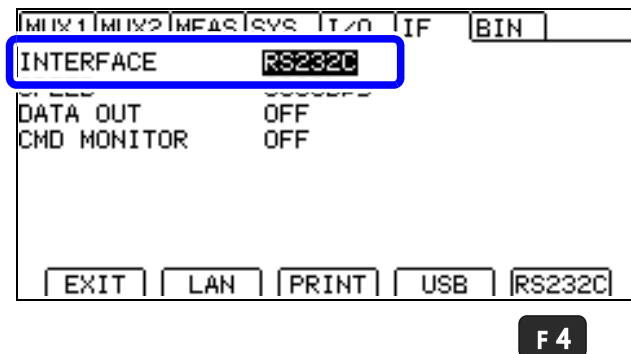 MUX1 MUX2 MEAS SYS I/O IF BIN
INTERFACE RS232C
SPEED
DATA OUT OFF
CMD MONITOR OFF
EXIT LAN PRINT USB RS232C
F4